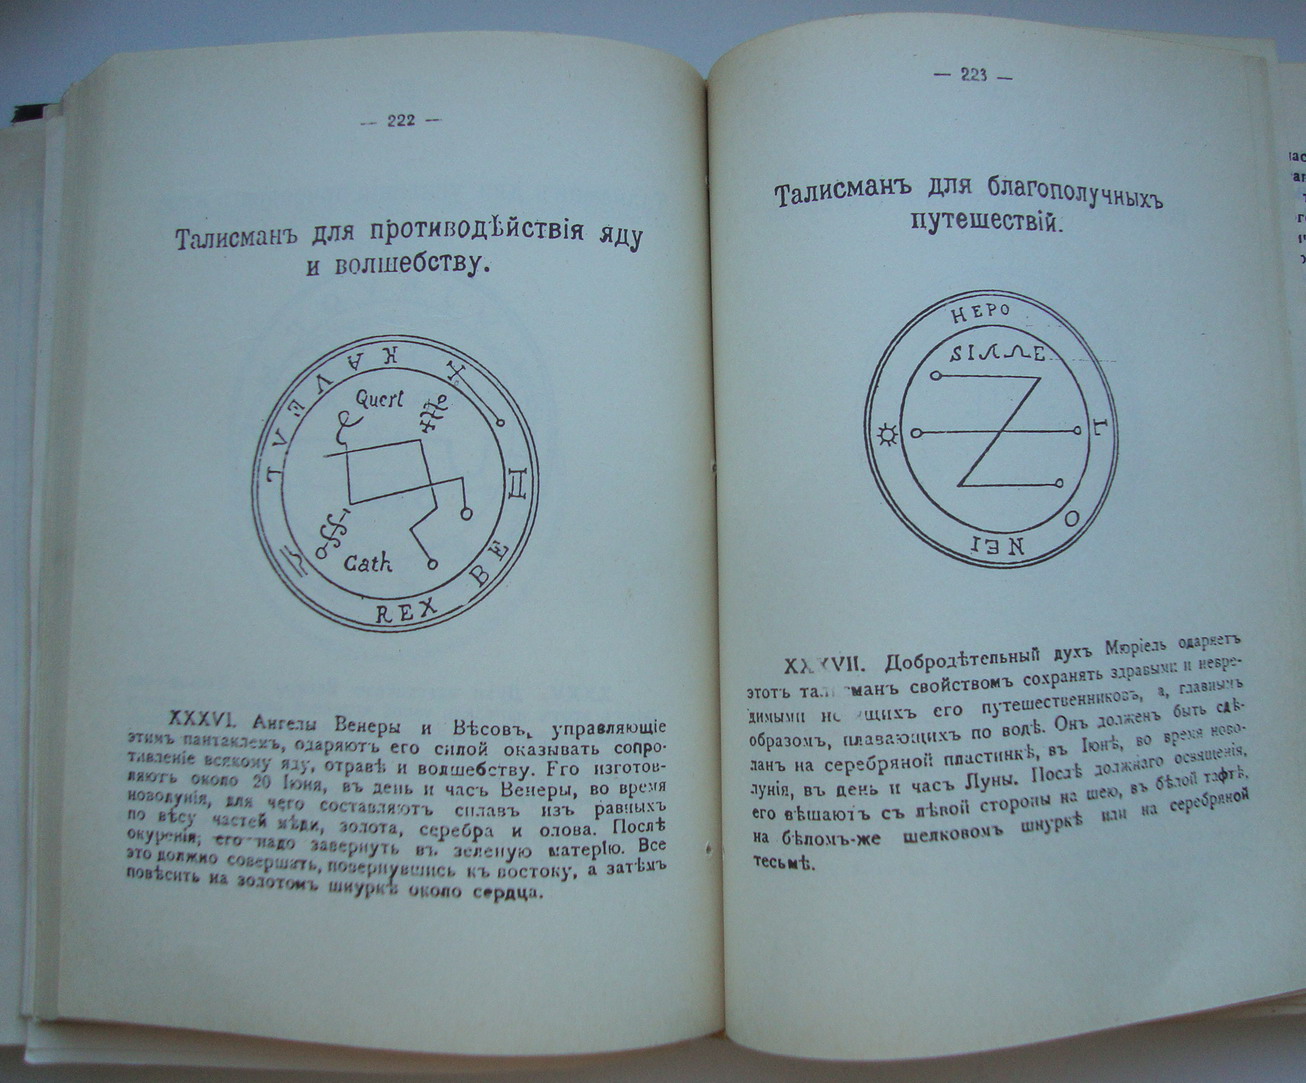 — 222 —
Талисманъ для противодѣйствія яду
и волшебству.
КАVEAL
Quert
Cath
REX BE
XXXVI. Ангелы Венеры и Вѣсовъ, управляющіе
этимъ пантаклехъ, одаряютъ его силой оказывать сопро-
тивленіе всякому яду, отравѣ и волшебству. Его изготов-
ляютъ около 20 Іюня, въ день и часъ Венеры, во время
новолунія, для чего составляютъ сплавъ изъ равныхъ
по вѣсу частей мѣди, золота, серебра и олова. Послѣ
окуренія, его надо завернуть въ зеленую матерію. Все
это должно совершать, повернувшись къ востоку, а затѣмъ
повѣсить на золотомъ шнуркѣ около сердца.
— 223 —
Талисманъ для благополучныхъ
путешествій.
HEPO
L
O
NEI
XXXVII. Добродѣтельный духъ Мюріель одаряетъ
этотъ талисманъ свойствомъ сохранять здравыми и невре-
димыми носящихъ его путешественниковъ, а, главнымъ
образомъ, плавающихъ по водѣ. Онъ долженъ быть сдѣ-
ланъ на серебряной пластинкѣ, въ Іюнѣ, во время ново-
лунія, въ день и часъ Луны. Послѣ должнаго освященія,
его вѣшаютъ съ лѣвой стороны на шею, въ бѣлой тафтѣ,
на бѣломъ-же шелковомъ шнуркѣ или на серебряной
тесьмѣ.